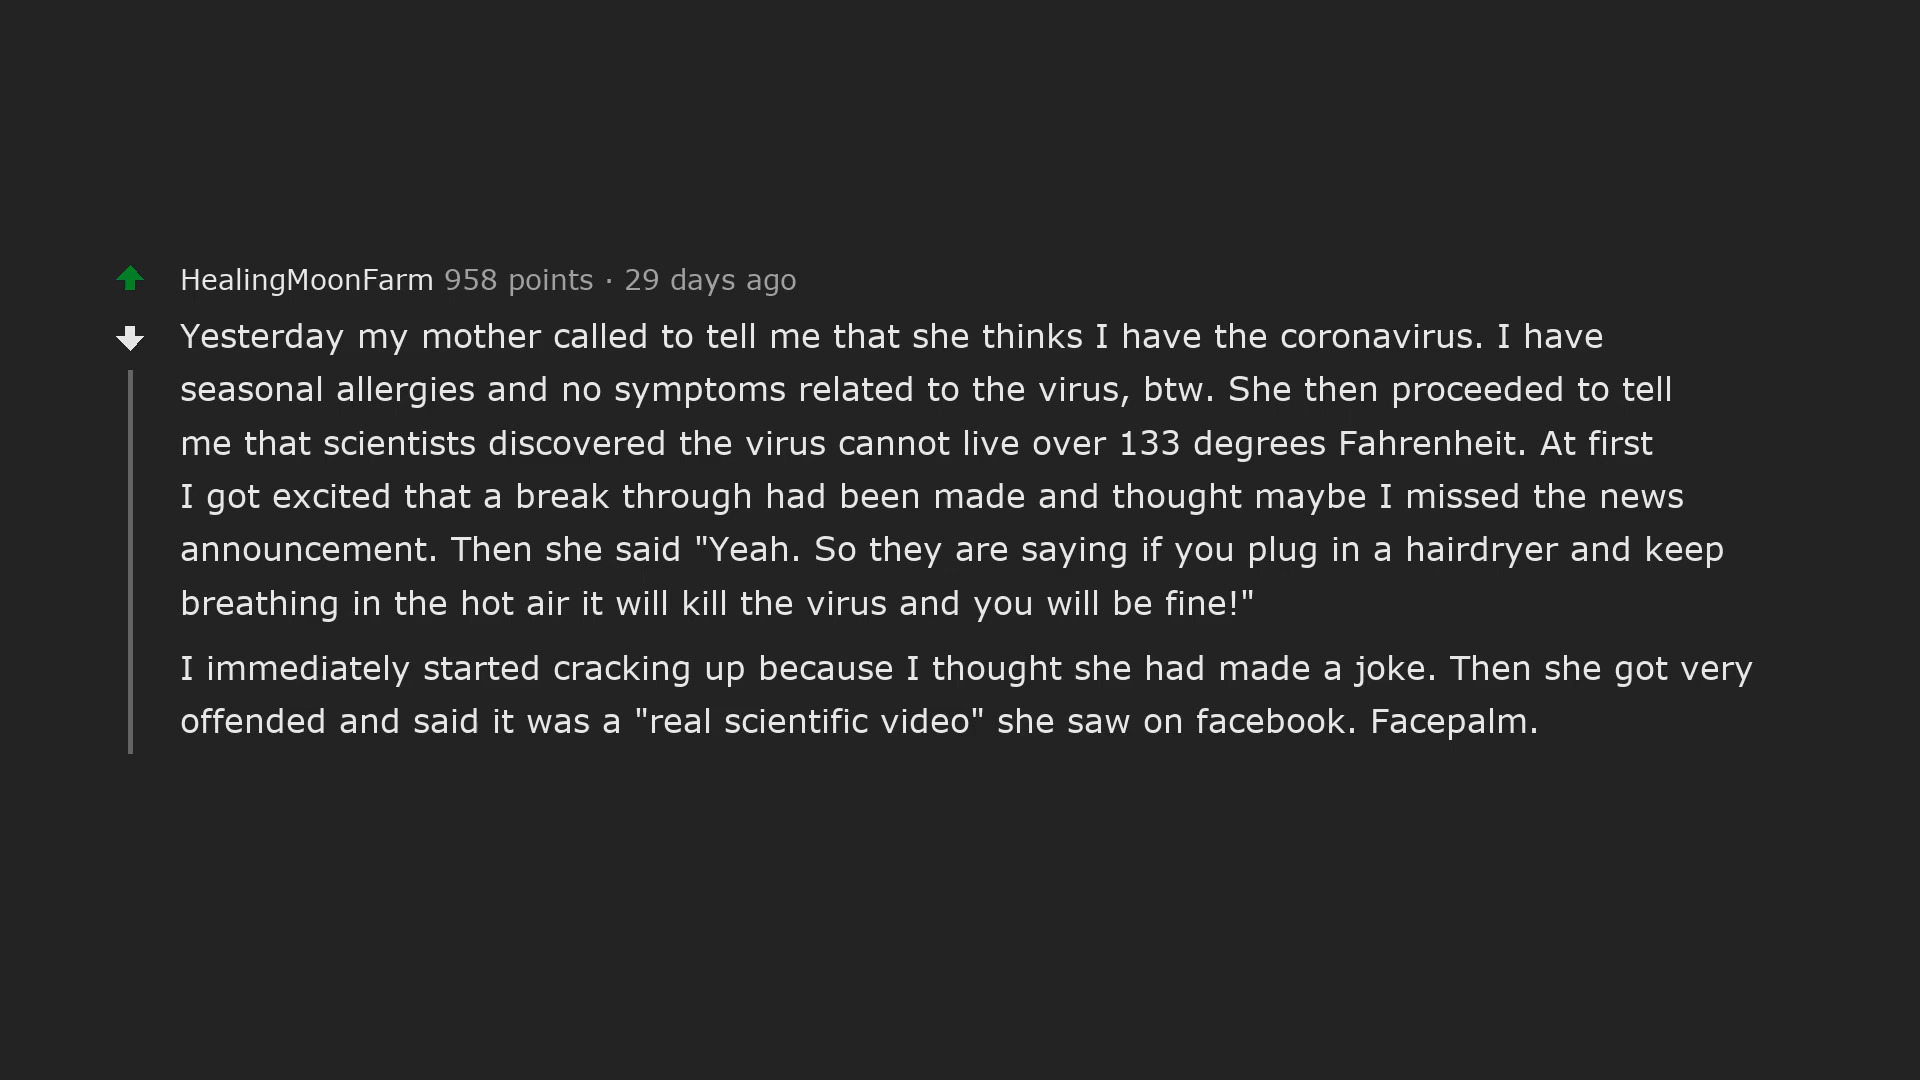 HealingMoonFarm 958 points · 29 days ago
Yesterday my mother called to tell me that she thinks I have the coronavirus. I have
seasonal allergies and no symptoms related to the virus, btw. She then proceeded to tell
me that scientists discovered the virus cannot live over 133 degrees Fahrenheit. At first
I got excited that a break through had been made and thought maybe I missed the news
announcement. Then she said "Yeah. So they are saying if you plug in a hairdryer and keep
breathing in the hot air it will kill the virus and you will be fine!"
I immediately started cracking up because I thought she had made a joke. Then she got very
offended and said it was a "real scientific video" she saw on facebook. Facepalm.